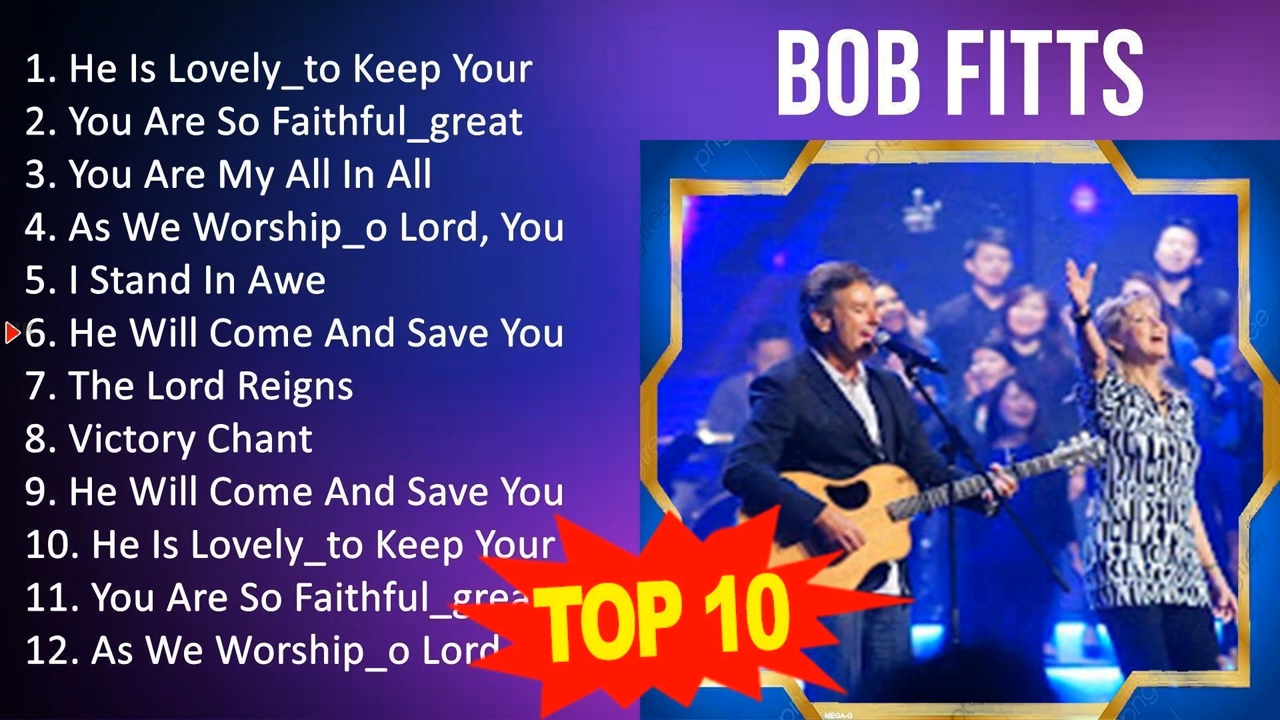 BOB FITTS
1. He Is Lovely_to Keep Your
2. You Are So Faithful_great
3. You Are My All In All
4. As We Worship_o Lord, You
5. I Stand In Awe
6. He Will Come And Save You
7. The Lord Reigns
8. Victory Chant
9. He Will Come And Save You
10. He Is Lovely_to Keep Your
11. You Are So Faithful_grea
12. As We Worship_o Lord
TOP 10
MEGA-G